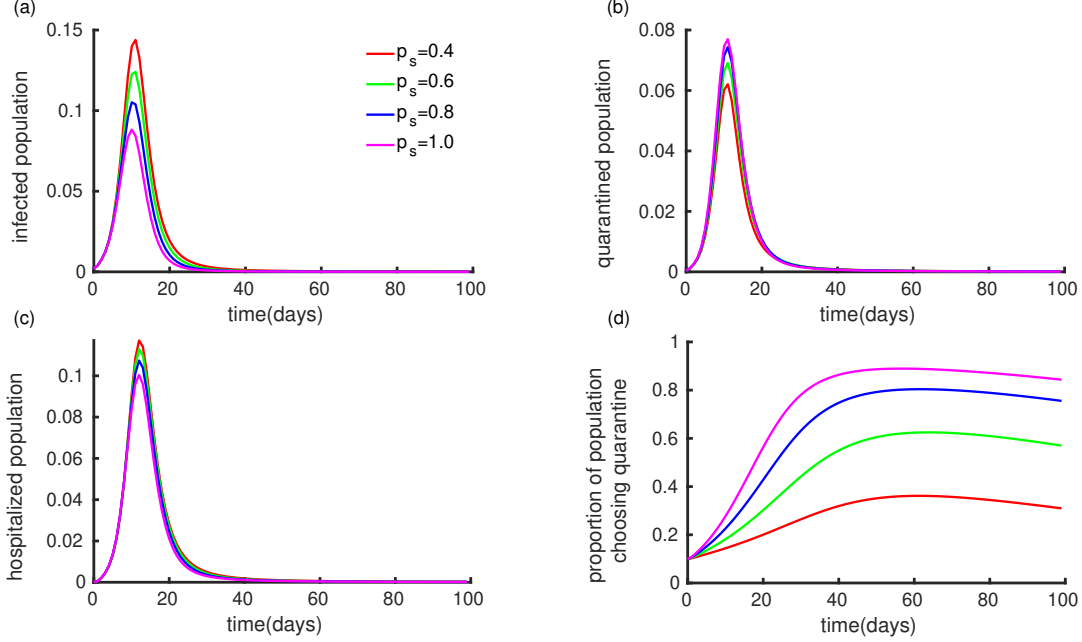 (a)
0.15
0.1
0.05
0
infected population
0 20 40 60 80 100
time(days)
p_s=0.4
p_s=0.6
p_s=0.8
p_s=1.0
(b)
0.08
0.06
0.04
0.02
0
quarantined population
0 20 40 60 80 100
time(days)
(c)
0.1
0.08
0.06
0.04
0.02
0
hospitalized population
0 20 40 60 80 100
time(days)
(d)
1
0.8
0.6
0.4
0.2
0
proportion of population
choosing quarantine
0 20 40 60 80 100
time(days)